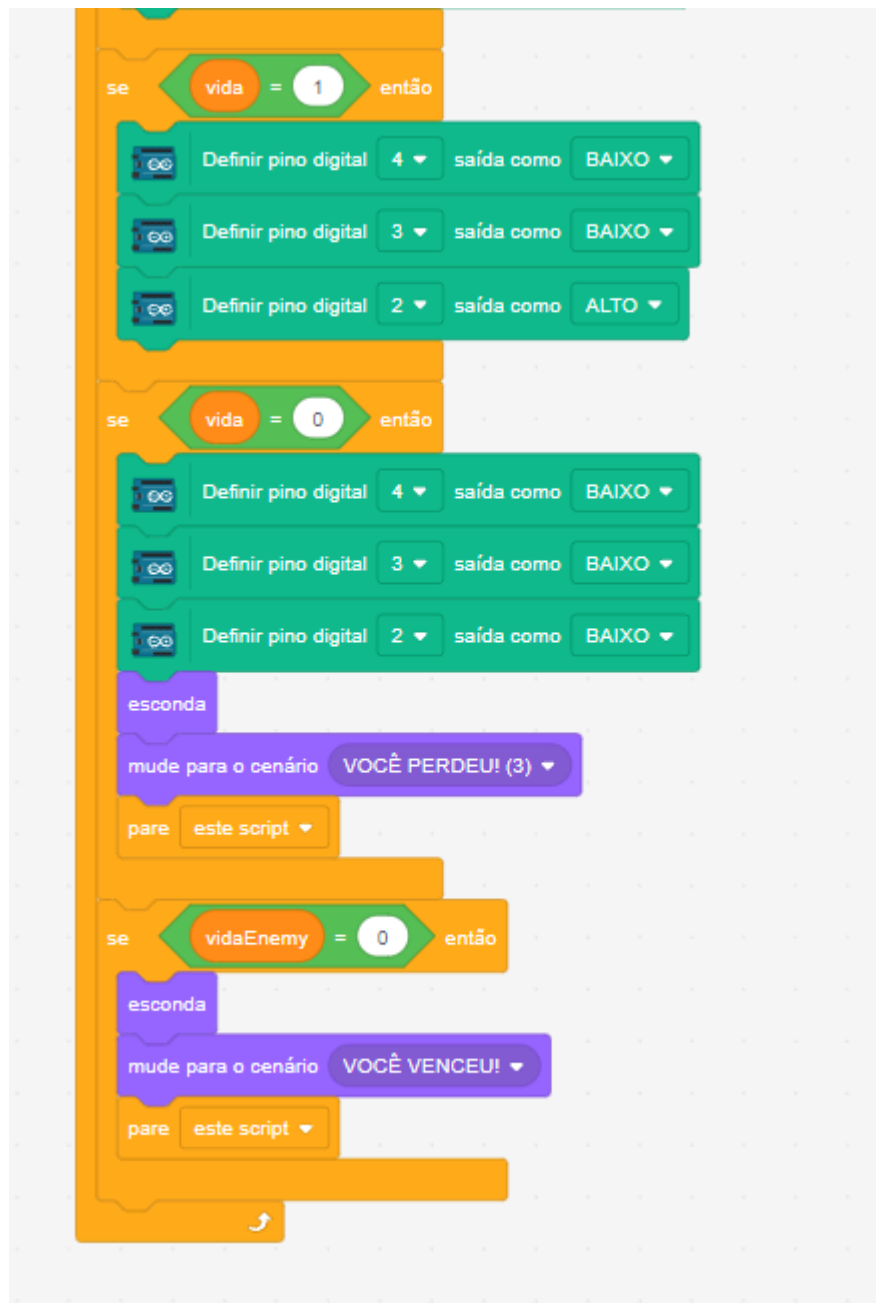 se vida = 1 então
Definir pino digital 4 saída como BAIXO
Definir pino digital 3 saída como BAIXO
Definir pino digital 2 saída como ALTO
se vida = 0 então
Definir pino digital 4 saída como BAIXO
Definir pino digital 3 saída como BAIXO
Definir pino digital 2 saída como BAIXO
esconda
mude para o cenário VOCÊ PERDEU! (3)
pare este script
se vidaEnemy = 0 então
esconda
mude para o cenário VOCÊ VENCEU!
pare este script